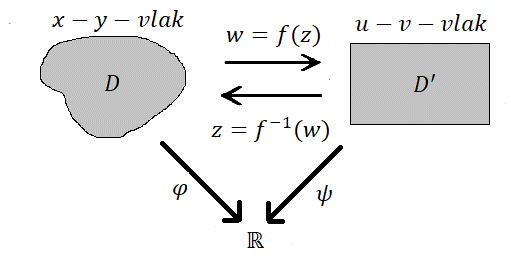 x - y - vlak
w = f(z)
u - v - vlak
D
D′
z = f⁻¹(w)
φ
ψ
ℝ